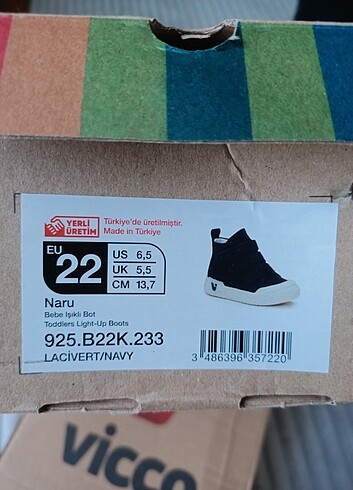 YERLİ
ÜRETİM
Türkiye'de üretilmiştir.
Made in Türkiye
EU
22
US 6,5
UK 5,5
CM 13,7
Naru
Bebe Işıklı Bot
Toddlers Light-Up Boots
925.B22K.233
LACİVERT/NAVY
3 486396 357220
vicco